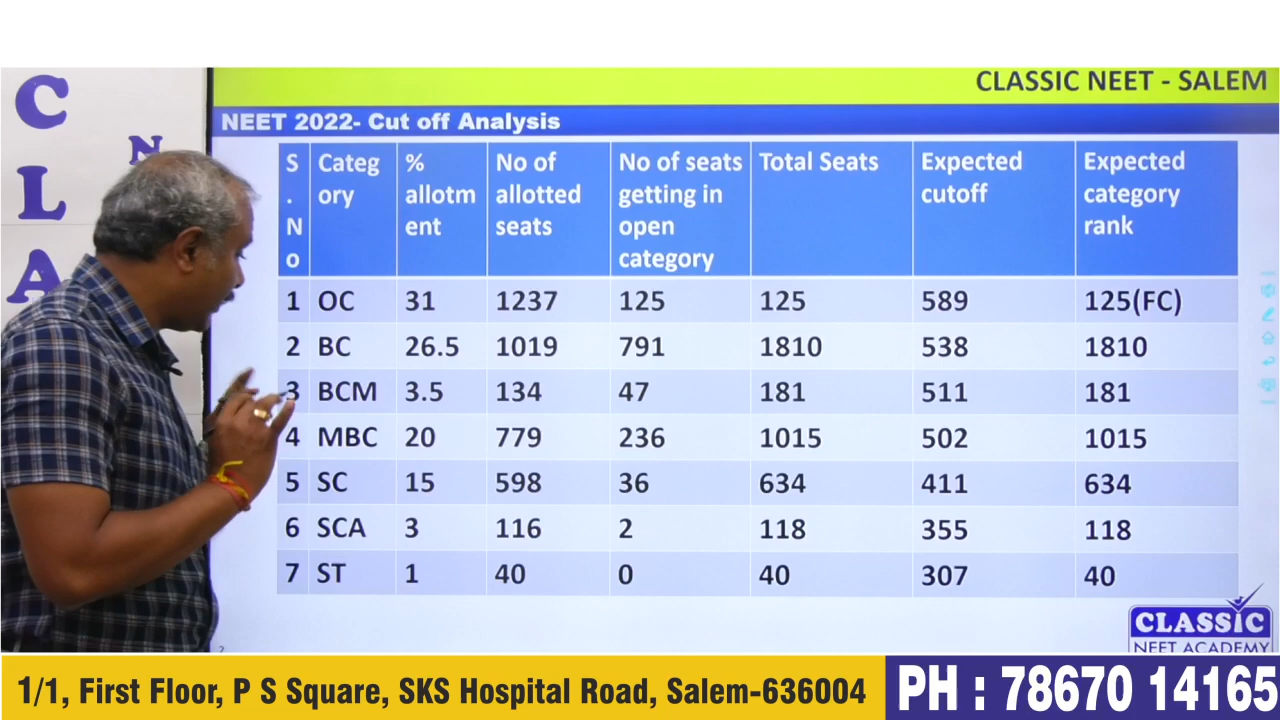 CLASSIC NEET - SALEM
C
L
A
N
NEET 2022- Cut off Analysis
S . N o | Categ ory | % allotm ent | No of allotted seats | No of seats getting in open category | Total Seats | Expected cutoff | Expected category rank
1 OC 31 1237 125 125 589 125(FC)
2 BC 26.5 1019 791 1810 538 1810
3 BCM 3.5 134 47 181 511 181
4 MBC 20 779 236 1015 502 1015
5 SC 15 598 36 634 411 634
6 SCA 3 116 2 118 355 118
7 ST 1 40 0 40 307 40
2
CLASSIC
NEET ACADEMY
1/1, First Floor, P S Square, SKS Hospital Road, Salem-636004
PH : 78670 14165